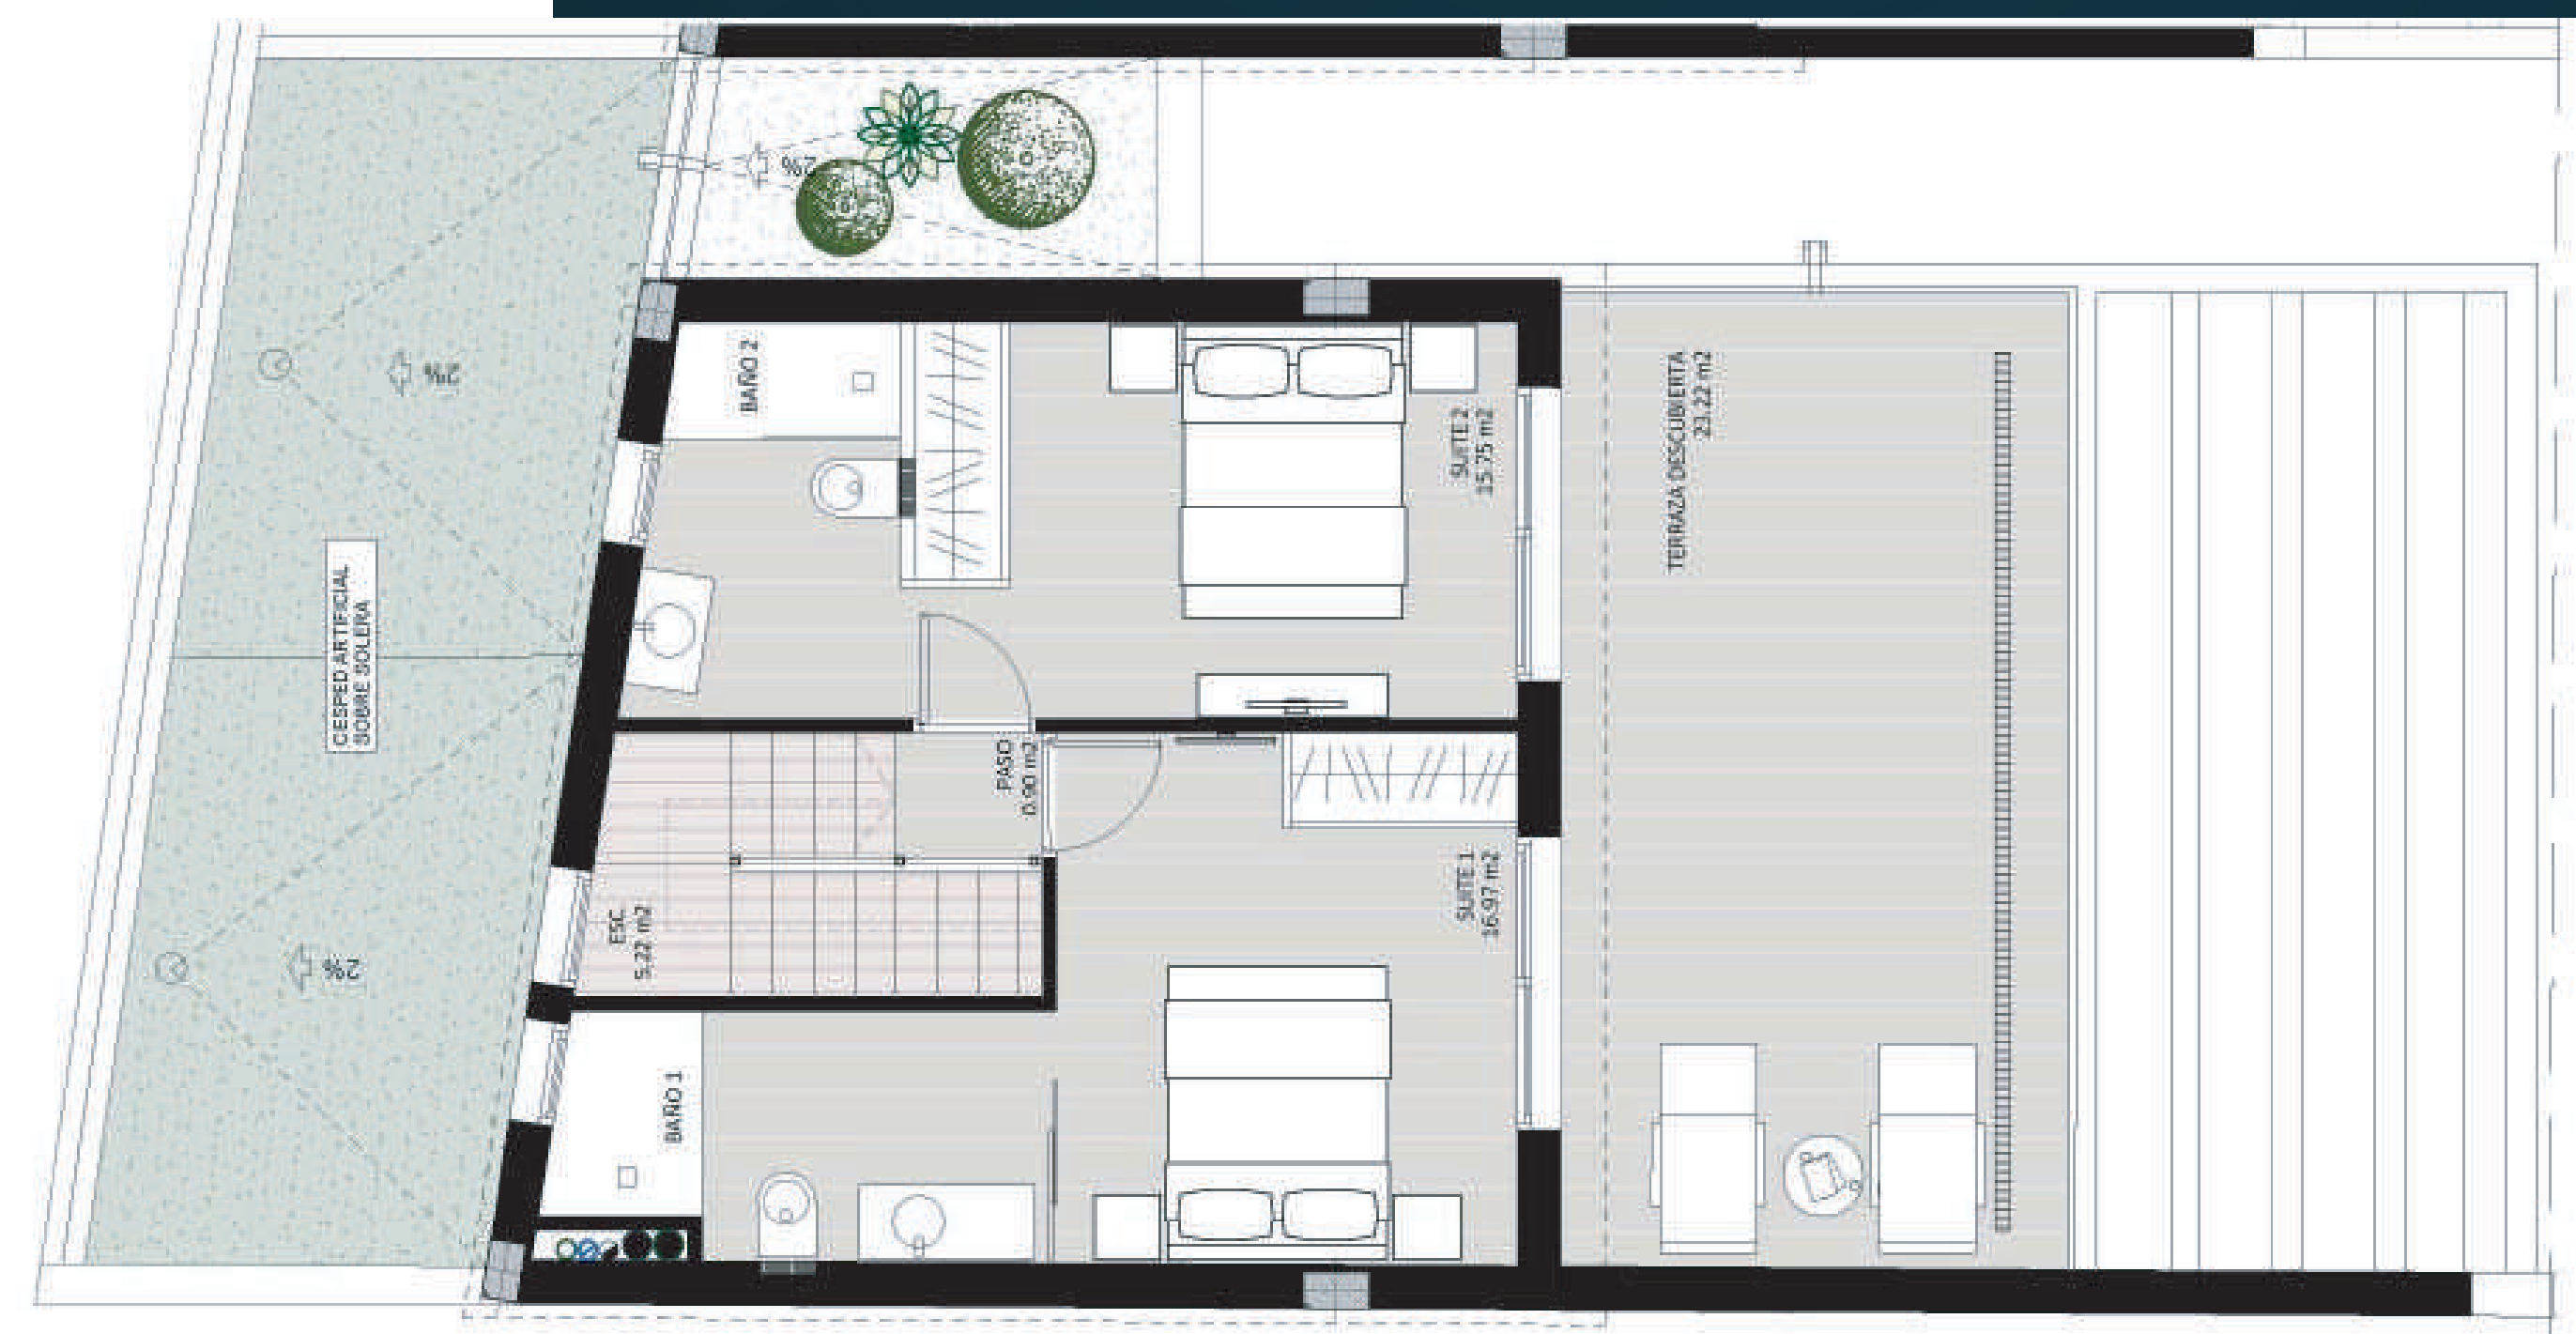 2%
BAÑO 2
2%
SUITE 2
15.75 m2
TERRAZA DESCUBIERTA
23.22 m2
CESPED ARTIFICIAL
SOBRE SOLERA
PASO
0.90 m2
SUITE 1
16.97 m2
ESC
5.22 m2
2%
BAÑO 1